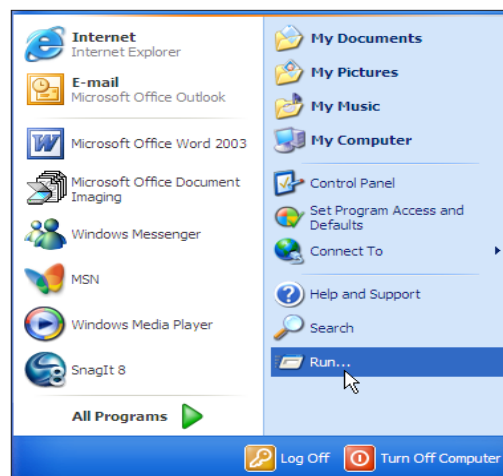 Internet
Internet Explorer
E-mail
Microsoft Office Outlook
Microsoft Office Word 2003
Microsoft Office Document
Imaging
Windows Messenger
MSN
Windows Media Player
SnagIt 8
All Programs
My Documents
My Pictures
My Music
My Computer
Control Panel
Set Program Access and
Defaults
Connect To
Help and Support
Search
Run...
Log Off
Turn Off Computer